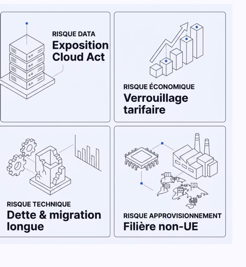 RISQUE DATA
Exposition
Cloud Act
RISQUE ÉCONOMIQUE
Verrouillage
tarifaire
RISQUE TECHNIQUE
Dette & migration
longue
RISQUE APPROVISIONNEMENT
Filière non-UE